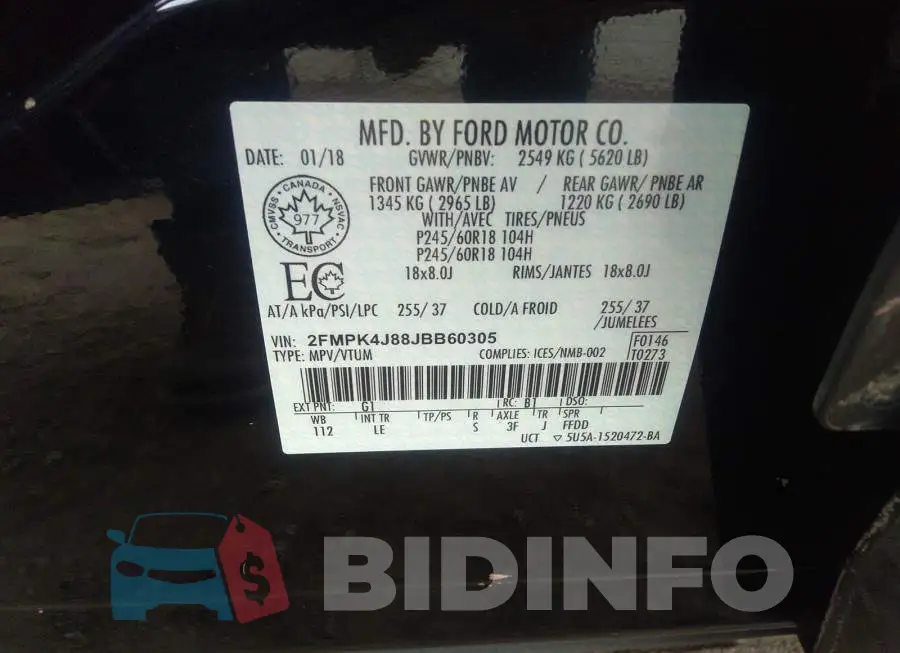 MFD. BY FORD MOTOR CO.
DATE: 01/18 GVWR/PNBV: 2549 KG ( 5620 LB)
FRONT GAWR/PNBE AV / REAR GAWR/ PNBE AR
1345 KG ( 2965 LB) 1220 KG ( 2690 LB)
WITH/AVEC TIRES/PNEUS
P245/60R18 104H
P245/60R18 104H
18x8.0J RIMS/JANTES 18x8.0J
CANADA
CMVSS · NSVAC
977
TRANSPORT
EC
AT/A kPa/PSI/LPC 255/ 37 COLD/A FROID 255/ 37
/JUMELEES
VIN: 2FMPK4J88JBB60305 F0146
TYPE: MPV/VTUM COMPLIES: ICES/NMB-002 T0273
EXT PNT: G1 RC: B1 DSO:
WB INT TR TP/PS R AXLE TR SPR
112 LE S 3F J FFDD
UCT ▽ 5U5A-1520472-BA
$ BIDINFO